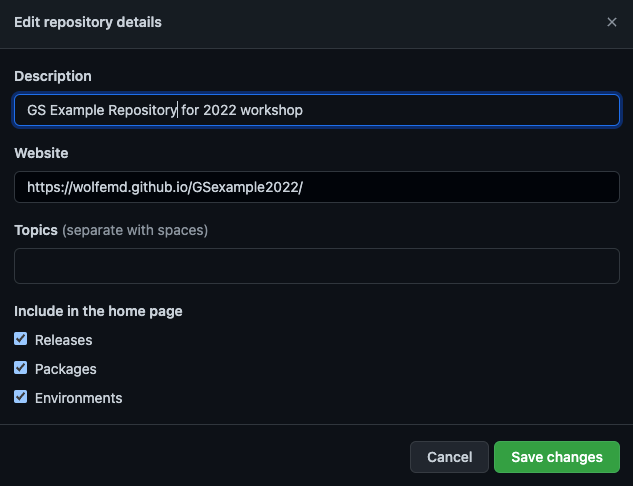 Edit repository details
Description
GS Example Repository for 2022 workshop
Website
https://wolfemd.github.io/GSexample2022/
Topics (separate with spaces)
Include in the home page
Releases
Packages
Environments
Cancel Save changes